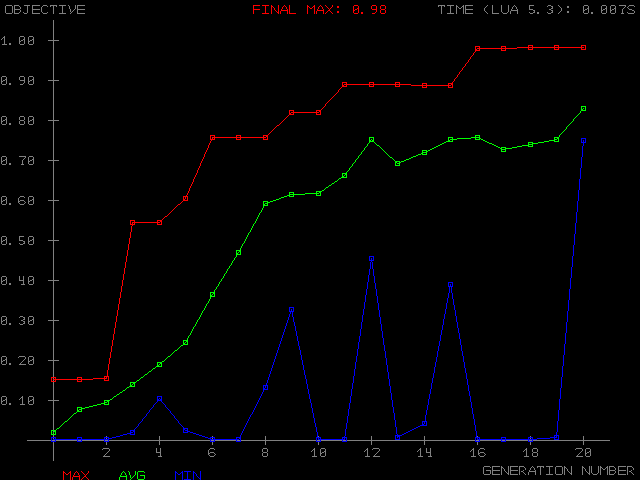 OBJECTIVE FINAL MAX: 0.98 TIME (LUA 5.3): 0.007S
1.00
0.90
0.80
0.70
0.60
0.50
0.40
0.30
0.20
0.10
2 4 6 8 10 12 14 16 18 20
GENERATION NUMBER
MAX AVG MIN